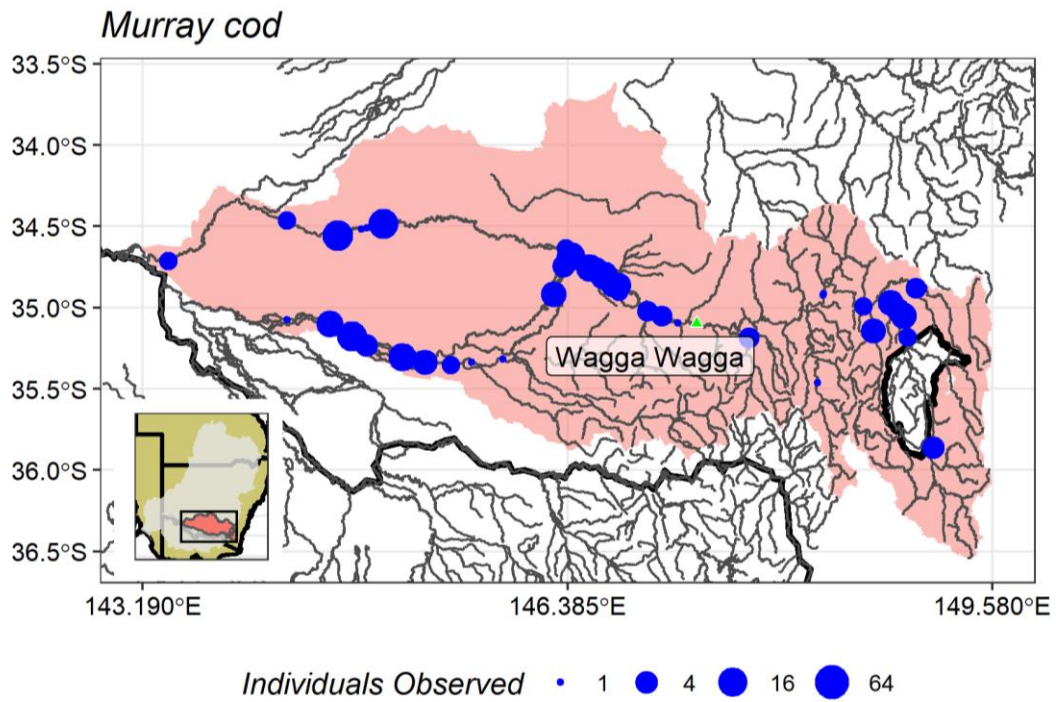 Murray cod
33.5°S
34.0°S
34.5°S
35.0°S
35.5°S
36.0°S
36.5°S
Wagga Wagga
143.190°E 146.385°E 149.580°E
Individuals Observed 1 4 16 64